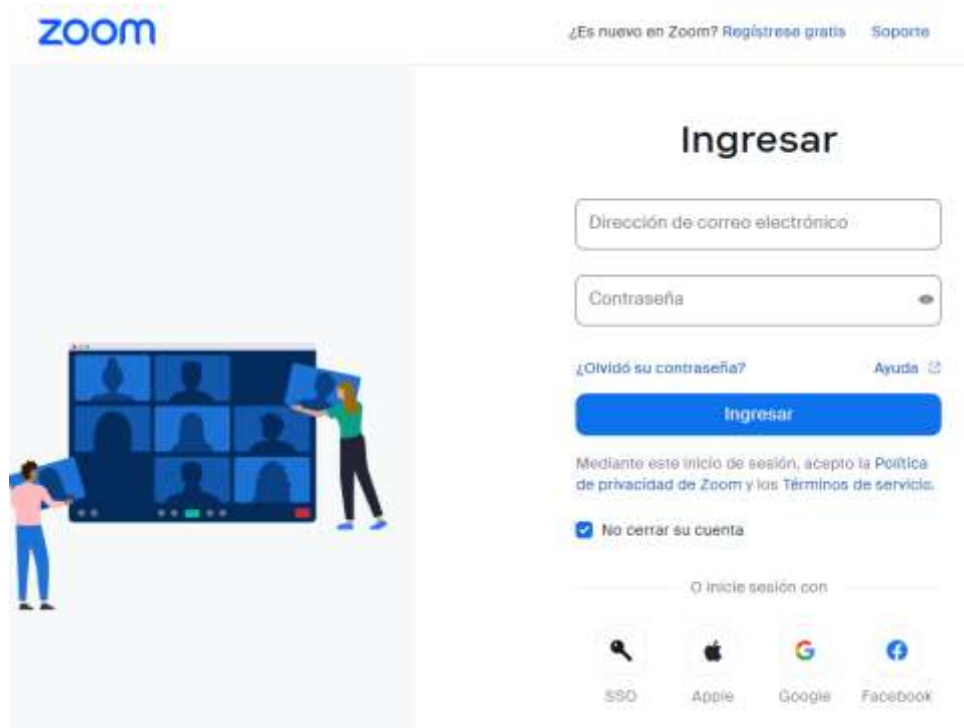 zoom
¿Es nuevo en Zoom? Regístrese gratis Soporte
Ingresar
Dirección de correo electrónico
Contraseña
¿Olvidó su contraseña? Ayuda
Ingresar
Mediante este inicio de sesión, acepto la Política
de privacidad de Zoom y los Términos de servicio.
No cerrar su cuenta
O inicie sesión con
SSO Apple Google Facebook